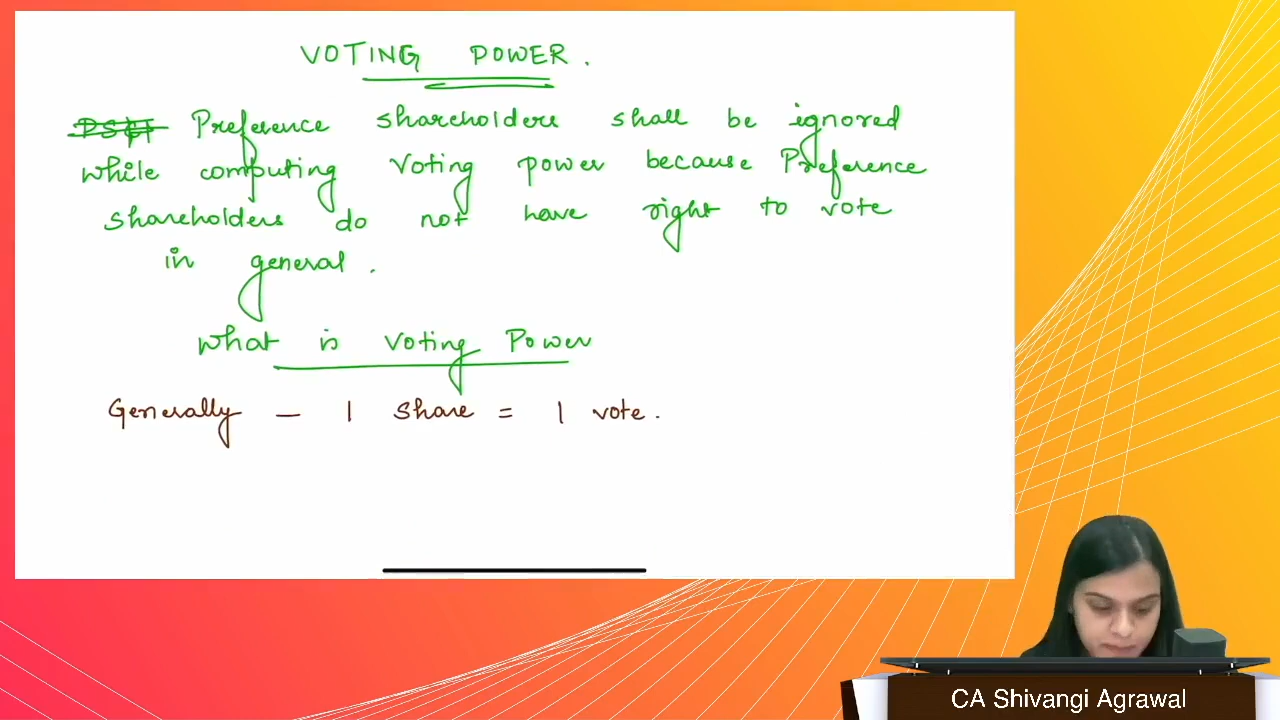 VOTING POWER.
Preference shareholders shall be ignored
while computing voting power because Preference
shareholders do not have right to vote
in general.
What is Voting Power
Generally – 1 share = 1 vote.
CA Shivangi Agrawal